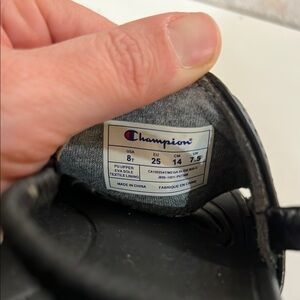 Champion
USA EU CM UK
8T 25 14 7.5
PU UPPER
EVA SOLE
TEXTILE LINING
MADE IN CHINA FABRIQUÉ EN CHINE